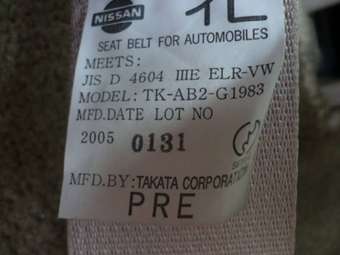 NISSAN
SEAT BELT FOR AUTOMOBILES
MEETS:
JIS D 4604 IIIE ELR-VW
MODEL: TK-AB2-G1983
MFD.DATE LOT NO
2005 0131
MFD.BY:TAKATA CORPORATION
PRE